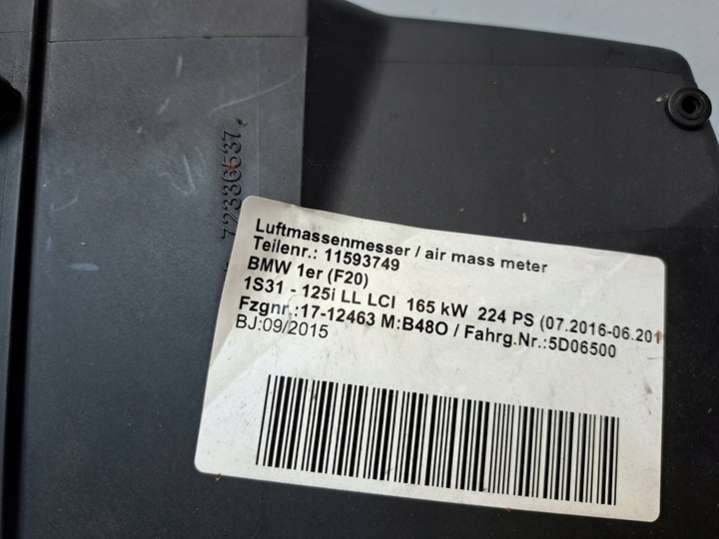 72336537
Luftmassenmesser / air mass meter
Teilenr.: 11593749
BMW 1er (F20)
1S31 - 125i LL LCI 165 kW 224 PS (07.2016-06.201
Fzgnr.:17-12463 M:B48O / Fahrg.Nr.:5D06500
BJ:09/2015